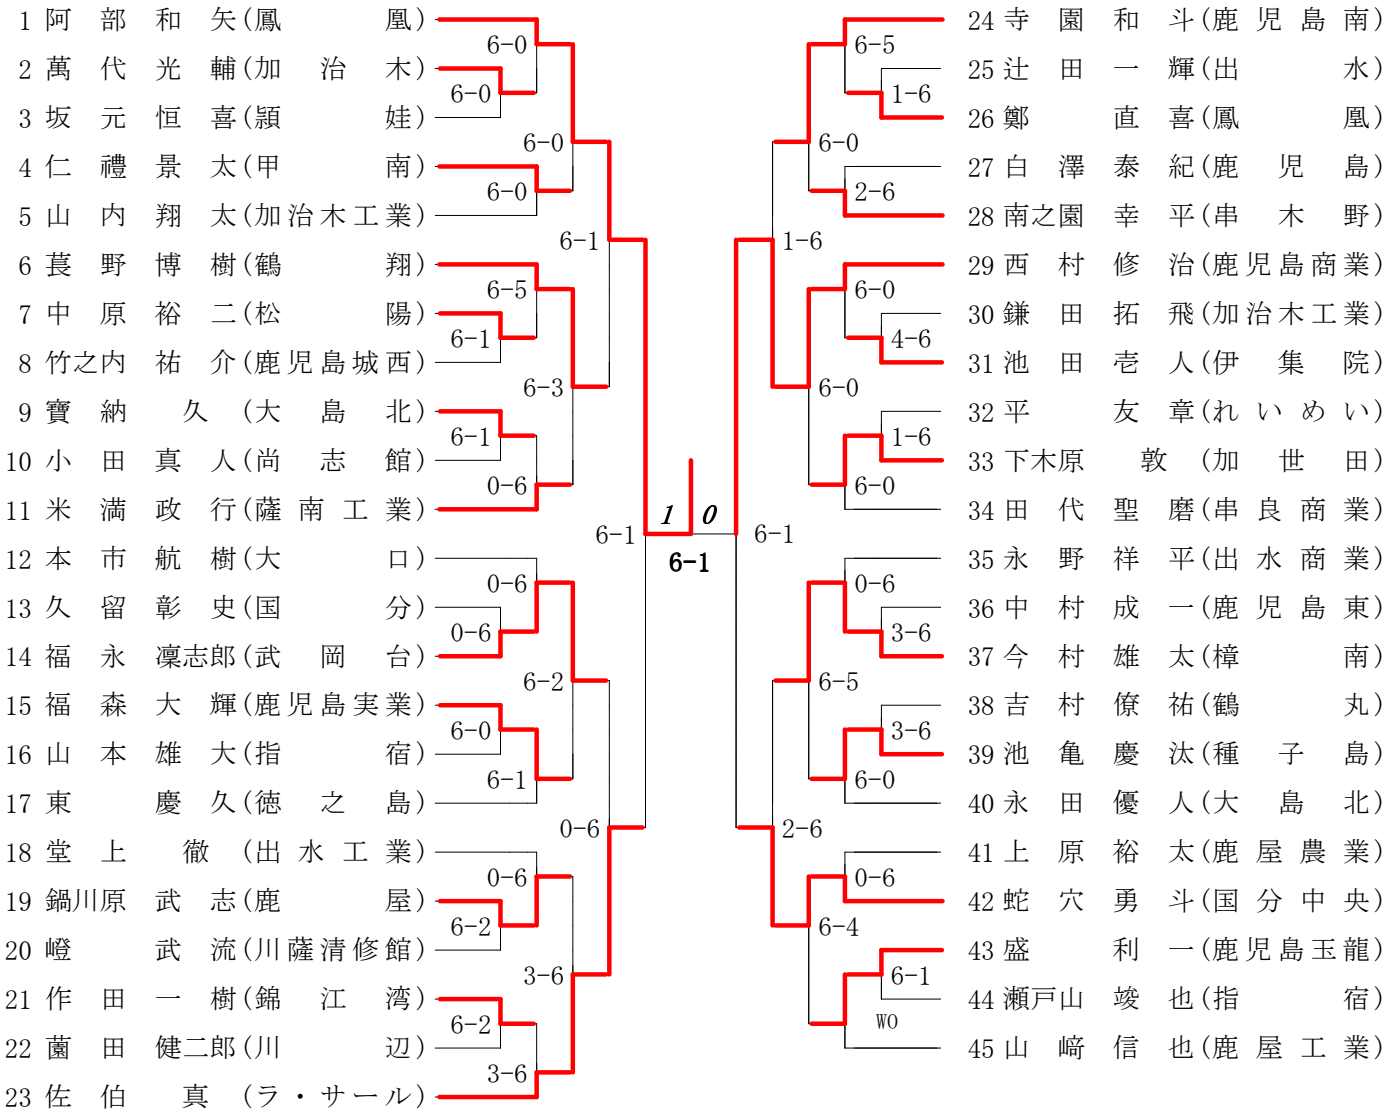 1 阿部和矢(鳳凰)
2 萬代光輔(加治木)
3 坂元恒喜(頴娃)
4 仁禮景太(甲南)
5 山内翔太(加治木工業)
6 萇野博樹(鶴翔)
7 中原裕二(松陽)
8 竹之内祐介(鹿児島城西)
9 寶納久(大島北)
10 小田真人(尚志館)
11 米満政行(薩南工業)
12 本市航樹(大口)
13 久留彰史(国分)
14 福永凜志郎(武岡台)
15 福森大輝(鹿児島実業)
16 山本雄大(指宿)
17 東慶久(徳之島)
18 堂上徹(出水工業)
19 鍋川原武志(鹿屋)
20 嶝武流(川薩清修館)
21 作田一樹(錦江湾)
22 薗田健二郎(川辺)
23 佐伯真(ラ・サール)
6-0
6-0
6-0
6-0
6-1
6-5
6-1
6-3
6-1
0-6
6-1
0-6
0-6
6-2
6-0
6-1
0-6
0-6
6-2
3-6
6-2
3-6
1 0
6-1
6-5
1-6
6-0
2-6
1-6
6-0
4-6
6-0
1-6
6-0
6-1
0-6
3-6
6-5
3-6
6-0
2-6
0-6
6-4
6-1
WO
24 寺園和斗(鹿児島南)
25 辻田一輝(出水)
26 鄭直喜(鳳凰)
27 白澤泰紀(鹿児島)
28 南之園幸平(串木野)
29 西村修治(鹿児島商業)
30 鎌田拓飛(加治木工業)
31 池田壱人(伊集院)
32 平友章(れいめい)
33 下木原敦(加世田)
34 田代聖磨(串良商業)
35 永野祥平(出水商業)
36 中村成一(鹿児島東)
37 今村雄太(樟南)
38 吉村僚祐(鶴丸)
39 池亀慶汰(種子島)
40 永田優人(大島北)
41 上原裕太(鹿屋農業)
42 蛇穴勇斗(国分中央)
43 盛利一(鹿児島玉龍)
44 瀬戸山竣也(指宿)
45 山﨑信也(鹿屋工業)